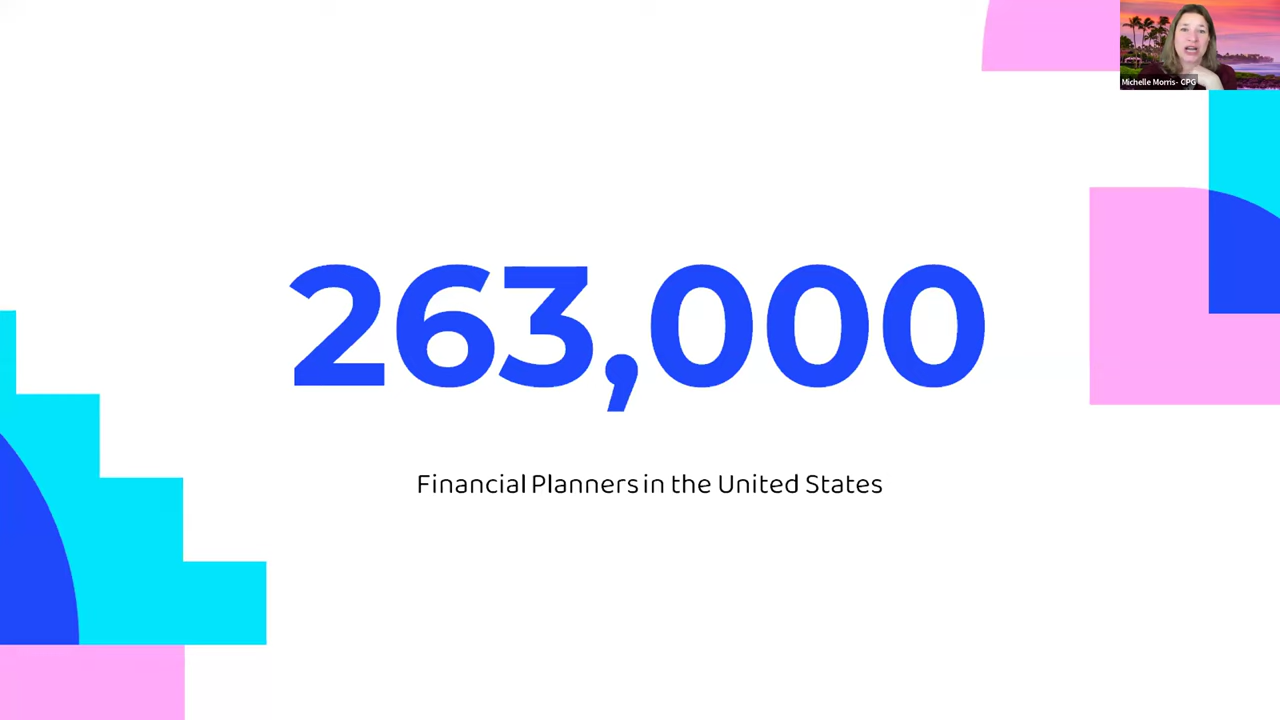 Michelle Morris- CPG
263,000
Financial Planners in the United States